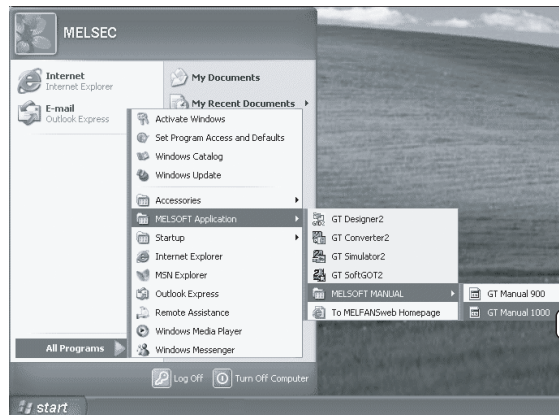 MELSEC
Internet
Internet Explorer
E-mail
Outlook Express
My Documents
My Recent Documents
Activate Windows
Set Program Access and Defaults
Windows Catalog
Windows Update
Accessories
MELSOFT Application
Startup
Internet Explorer
MSN Explorer
Outlook Express
Remote Assistance
Windows Media Player
Windows Messenger
GT Designer2
GT Converter2
GT Simulator2
GT SoftGOT2
MELSOFT MANUAL
To MELFANSweb Homepage
GT Manual 900
GT Manual 1000
All Programs
Log Off
Turn Off Computer
start